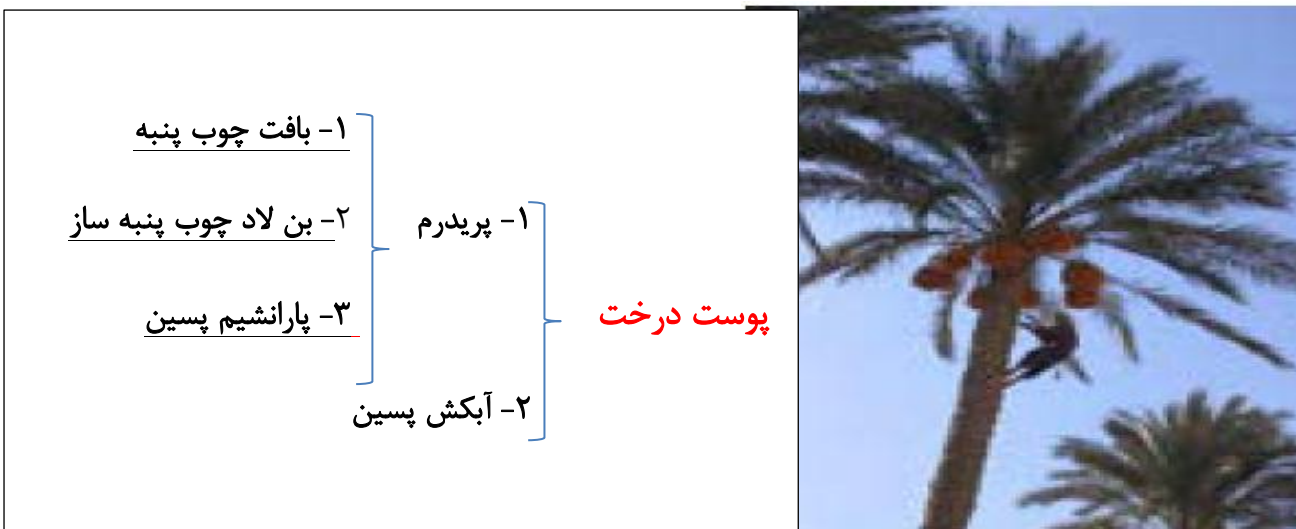 پوست درخت
۱- پریدرم
۱- بافت چوب پنبه
۲- بن لاد چوب پنبه ساز
۳- پارانشیم پسین
۲- آبکش پسین